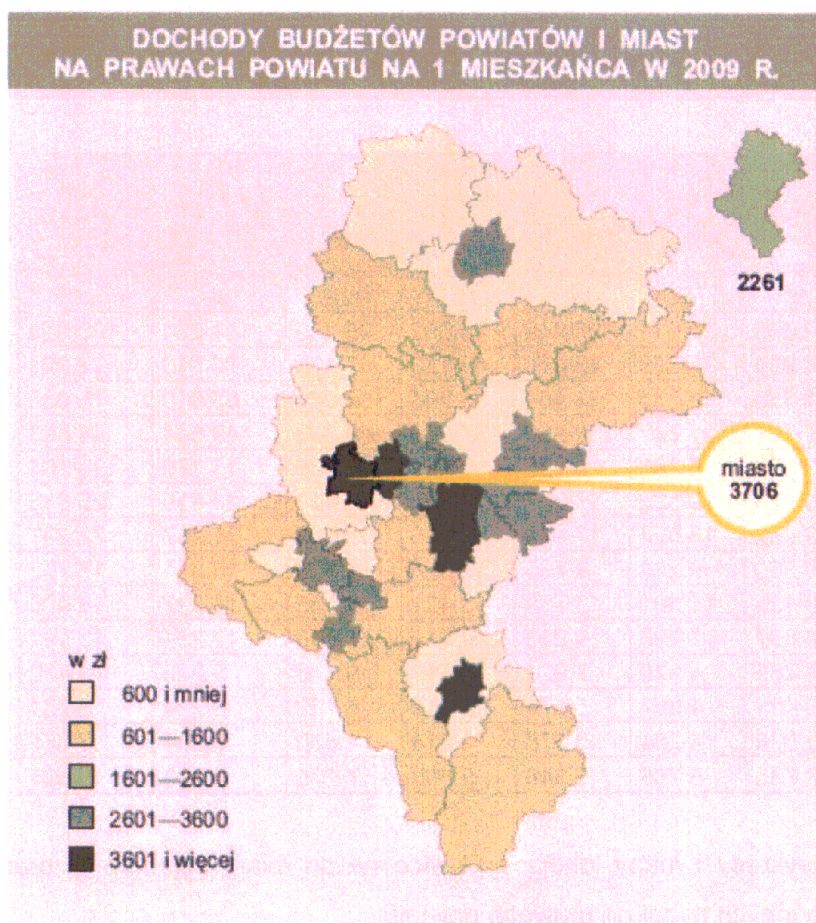 DOCHODY BUDŻETÓW POWIATÓW I MIAST
NA PRAWACH POWIATU NA 1 MIESZKAŃCA W 2009 R.
2261
miasto
3706
w zł
600 i mniej
601—1600
1601—2600
2601—3600
3601 i więcej